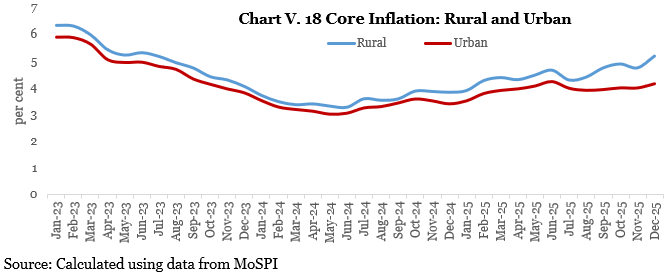 Chart V. 18 Core Inflation: Rural and Urban
Rural Urban
per cent
7
6
5
4
3
2
1
0
Jan-23
Feb-23
Mar-23
Apr-23
May-23
Jun-23
Jul-23
Aug-23
Sep-23
Oct-23
Nov-23
Dec-23
Jan-24
Feb-24
Mar-24
Apr-24
May-24
Jun-24
Jul-24
Aug-24
Sep-24
Oct-24
Nov-24
Dec-24
Jan-25
Feb-25
Mar-25
Apr-25
May-25
Jun-25
Jul-25
Aug-25
Sep-25
Oct-25
Nov-25
Dec-25
Source: Calculated using data from MoSPI